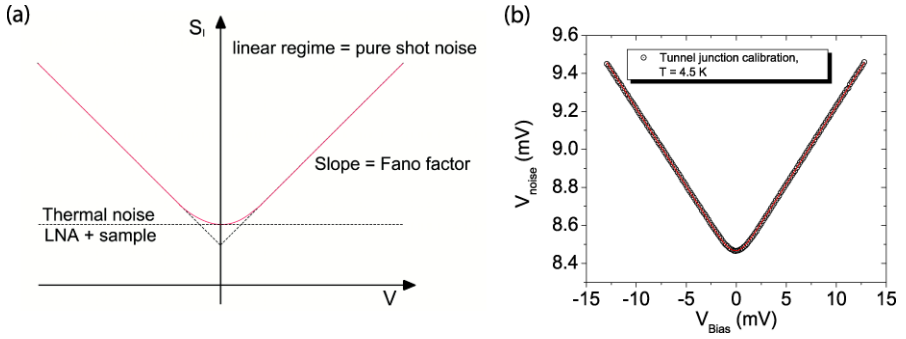 (a)
S_I
linear regime = pure shot noise
Slope = Fano factor
Thermal noise
LNA + sample
V
(b)
V_noise (mV)
9.6
9.4
9.2
9.0
8.8
8.6
8.4
Tunnel junction calibration,
T = 4.5 K
-15 -10 -5 0 5 10 15
V_Bias (mV)